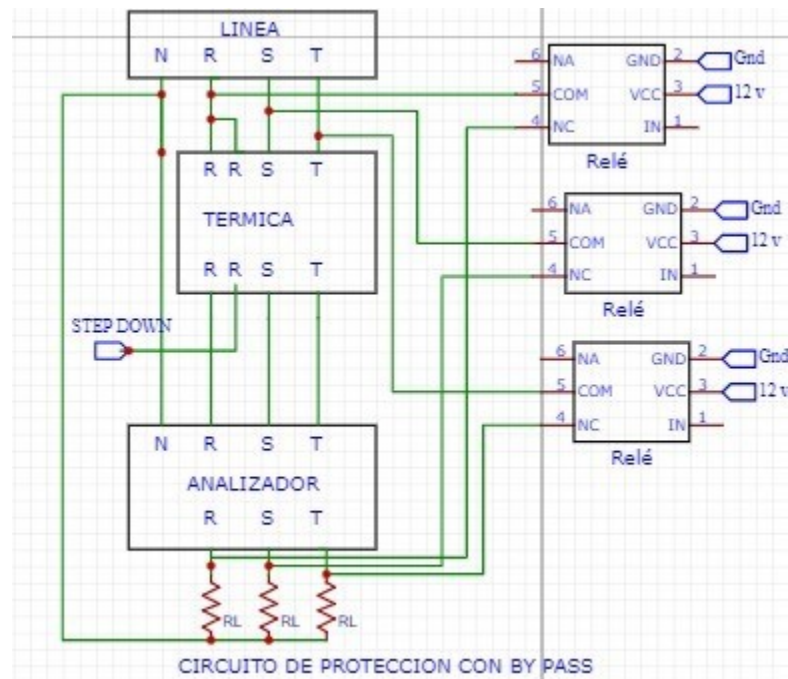 LINEA
N R S T
R R S T
TERMICA
R R S T
STEP DOWN
N R S T
ANALIZADOR
R S T
RL RL RL
6 NA GND 2 Gnd
5 COM VCC 3 12 v
4 NC IN 1
Relé
6 NA GND 2 Gnd
5 COM VCC 3 12 v
4 NC IN 1
Relé
6 NA GND 2 Gnd
5 COM VCC 3 12 v
4 NC IN 1
Relé
CIRCUITO DE PROTECCION CON BY PASS